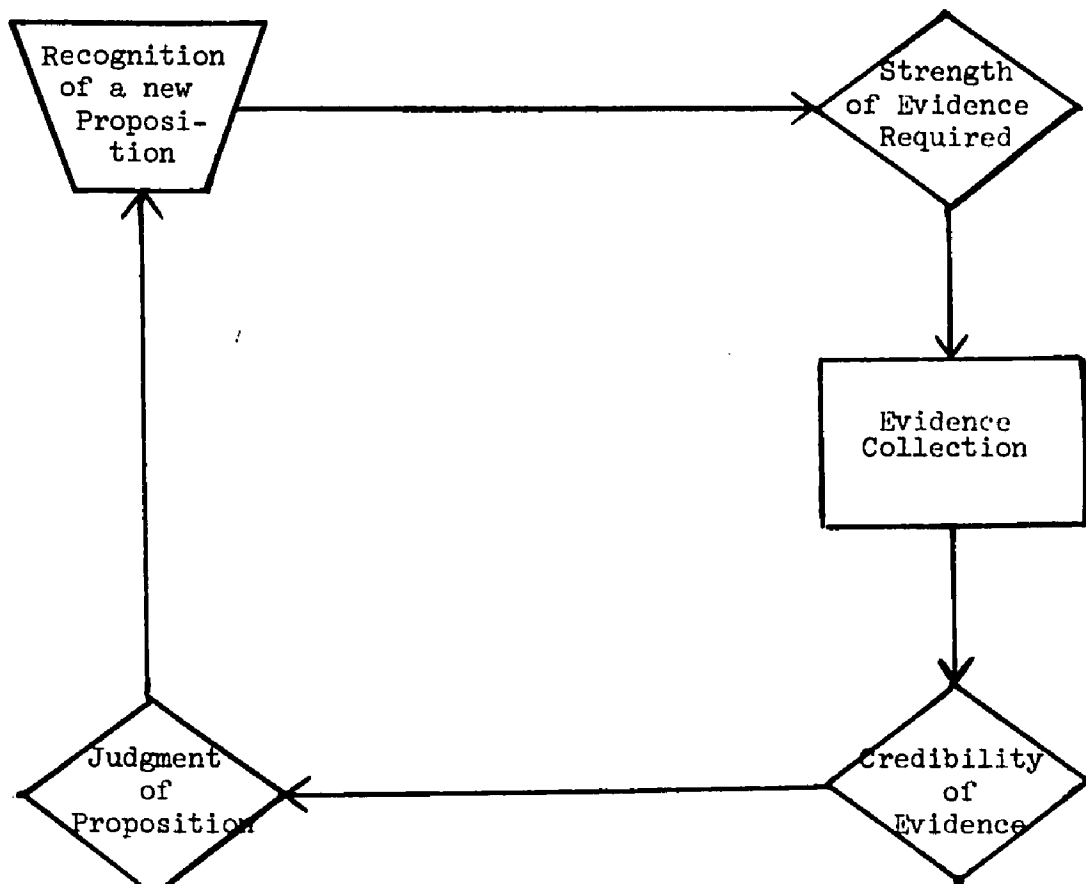 Recognition
of a new
Proposi-
tion
Strength
of Evidence
Required
Evidence
Collection
Judgment
of
Proposition
Credibility
of
Evidence